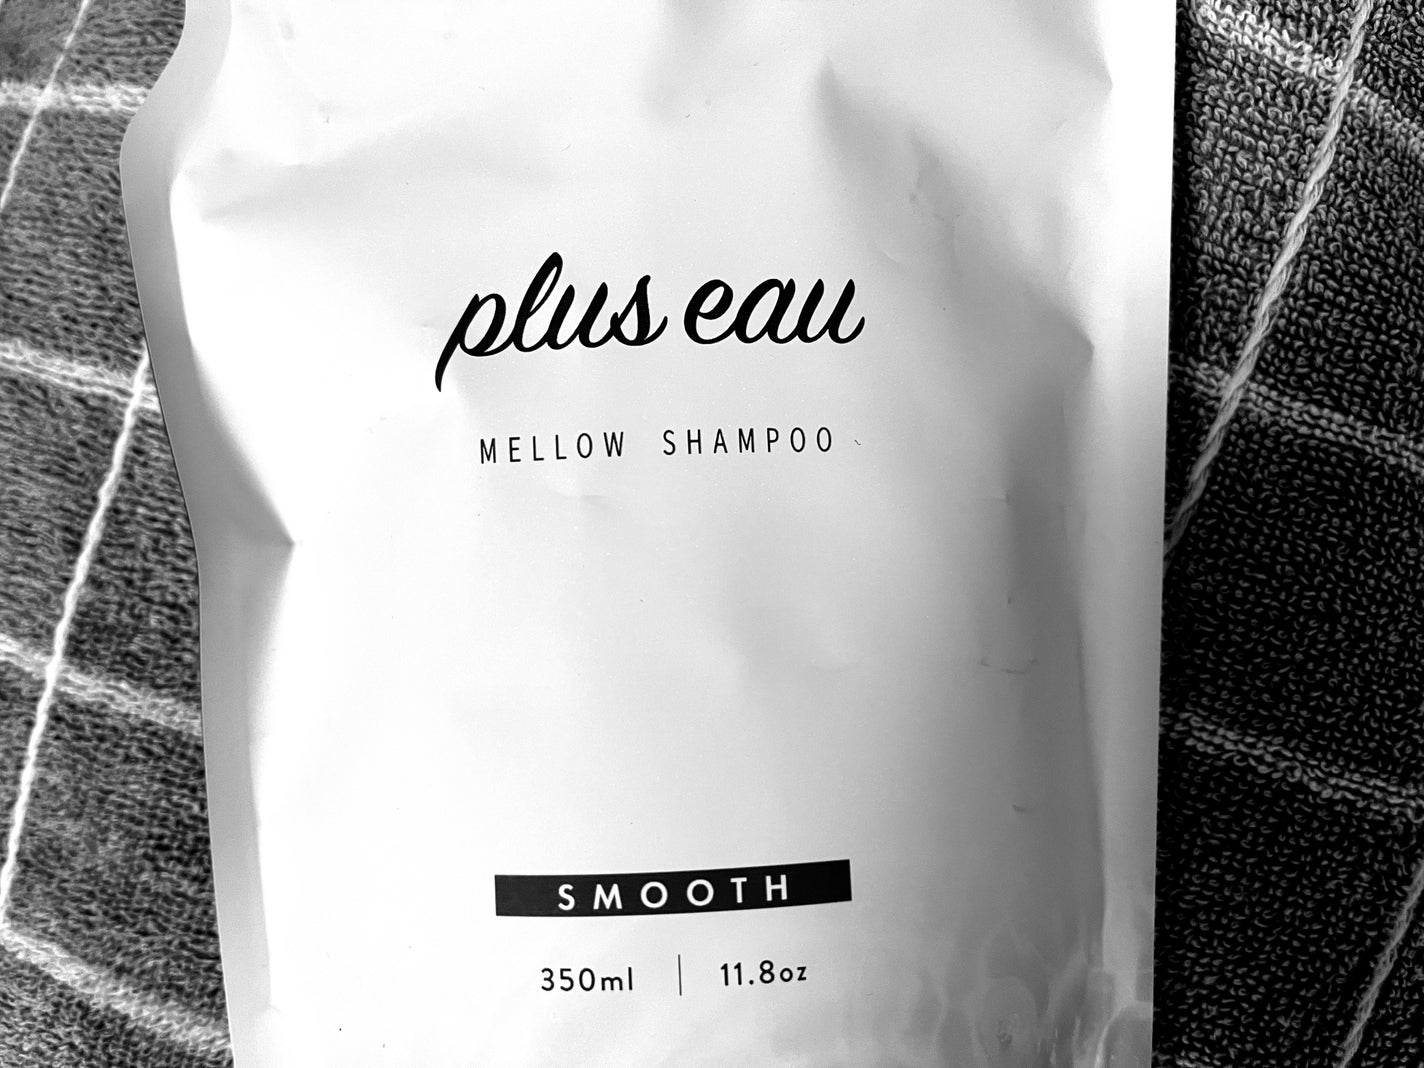 plus eau
MELLOW SHAMPOO
SMOOTH
350ml | 11.8oz